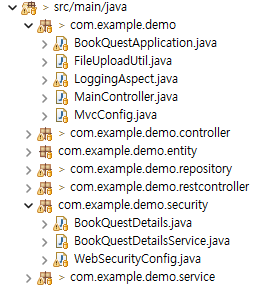 > src/main/java
> com.example.demo
BookQuestApplication.java
FileUploadUtil.java
LoggingAspect.java
MainController.java
MvcConfig.java
> com.example.demo.controller
com.example.demo.entity
> com.example.demo.repository
> com.example.demo.restcontroller
com.example.demo.security
BookQuestDetails.java
BookQuestDetailsService.java
WebSecurityConfig.java
> com.example.demo.service